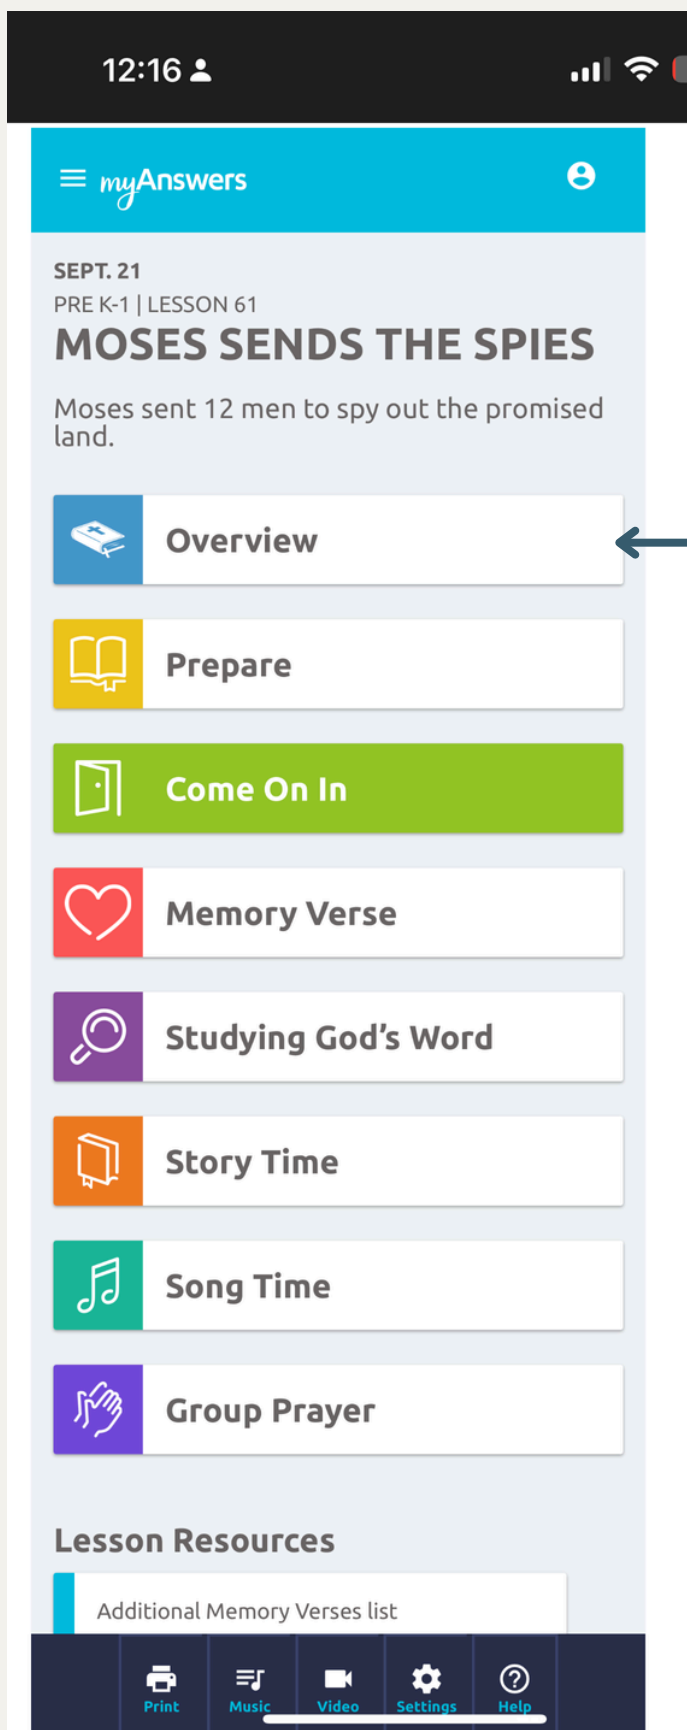 12:16
myAnswers
SEPT. 21
PRE K-1 | LESSON 61
MOSES SENDS THE SPIES
Moses sent 12 men to spy out the promised
land.
Overview
Prepare
Come On In
Memory Verse
Studying God's Word
Story Time
Song Time
Group Prayer
Lesson Resources
Additional Memory Verses list
Print Music Video Settings Help